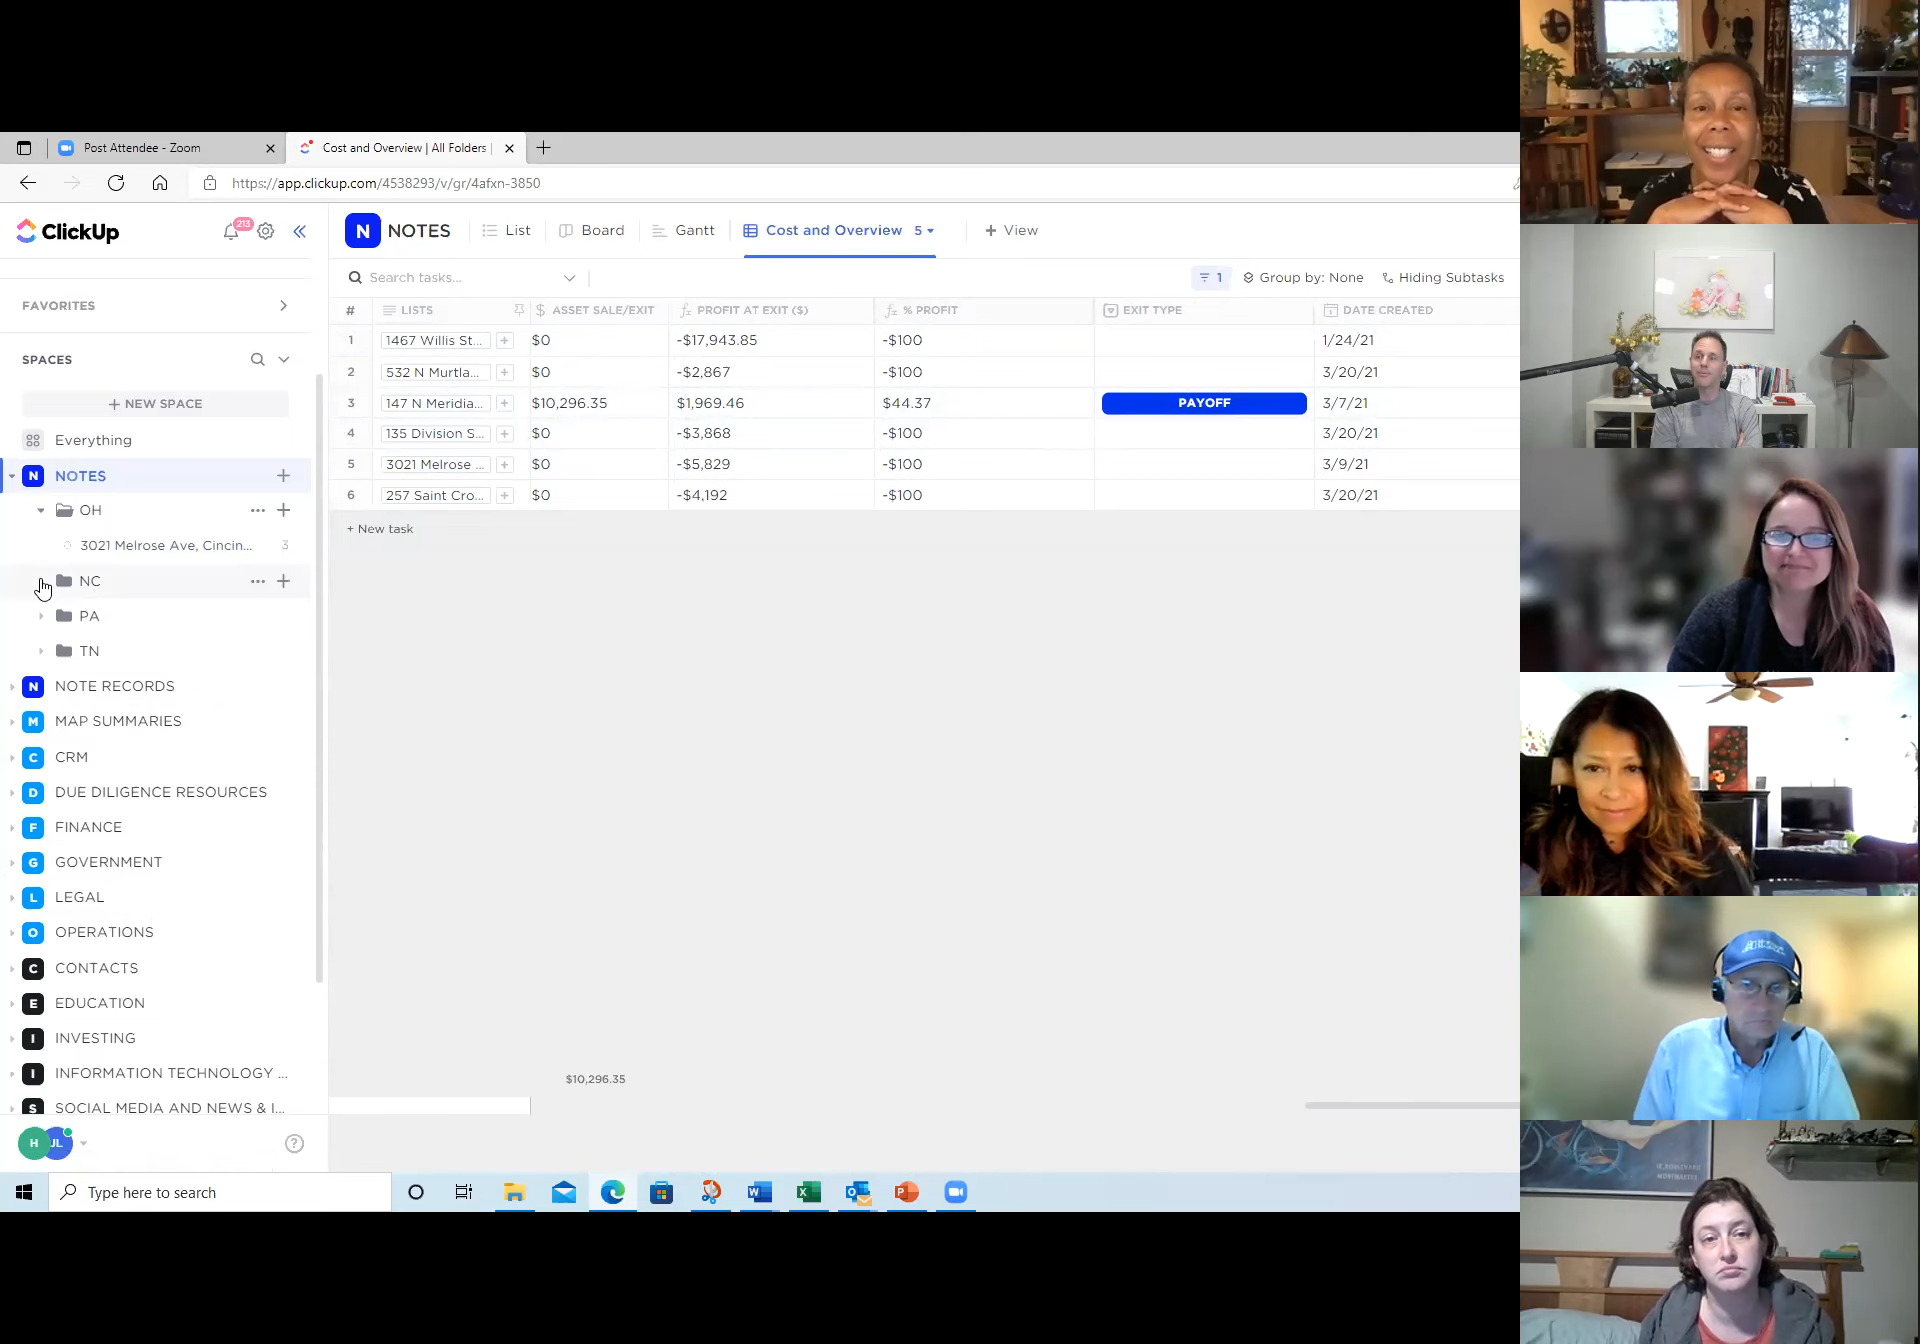 Post Attendee - Zoom
Cost and Overview | All Folders |
https://app.clickup.com/4538293/v/gr/4afxn-3850
ClickUp
213
N NOTES List Board Gantt Cost and Overview 5 + View
Search tasks...
1 Group by: None Hiding Subtasks
FAVORITES
SPACES
+ NEW SPACE
Everything
N NOTES
OH
3021 Melrose Ave, Cincin... 3
NC
PA
TN
N NOTE RECORDS
M MAP SUMMARIES
C CRM
D DUE DILIGENCE RESOURCES
F FINANCE
G GOVERNMENT
L LEGAL
O OPERATIONS
C CONTACTS
E EDUCATION
I INVESTING
I INFORMATION TECHNOLOGY ...
S SOCIAL MEDIA AND NEWS & I...
H JL
# LISTS $ ASSET SALE/EXIT fx PROFIT AT EXIT ($) fx % PROFIT EXIT TYPE DATE CREATED
1 1467 Willis St... $0 -$17,943.85 -$100 1/24/21
2 532 N Murtla... $0 -$2,867 -$100 3/20/21
3 147 N Meridia... $10,296.35 $1,969.46 $44.37 PAYOFF 3/7/21
4 135 Division S... $0 -$3,868 -$100 3/20/21
5 3021 Melrose ... $0 -$5,829 -$100 3/9/21
6 257 Saint Cro... $0 -$4,192 -$100 3/20/21
+ New task
$10,296.35
Type here to search